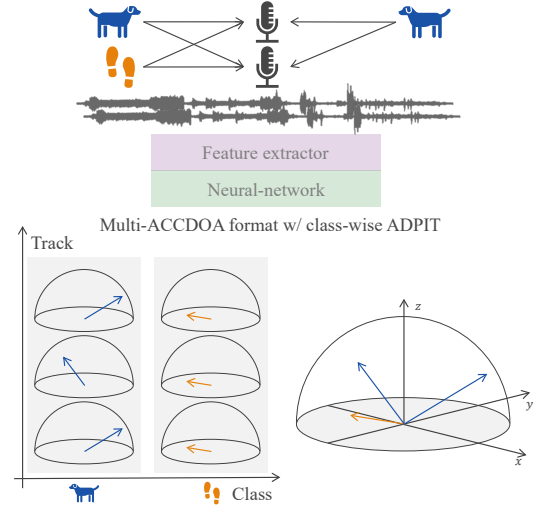 Feature extractor
Neural-network
Multi-ACCDOA format w/ class-wise ADPIT
Track
z
y
x
Class